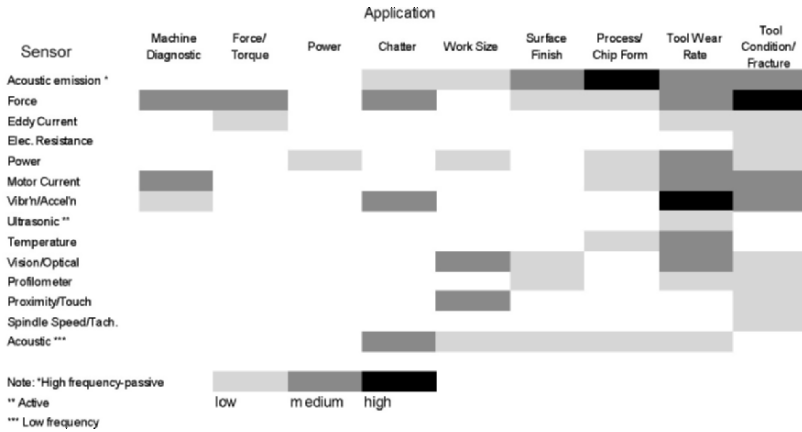 Application
Sensor
Machine Diagnostic
Force/ Torque
Power
Chatter
Work Size
Surface Finish
Process/ Chip Form
Tool Wear Rate
Tool Condition/ Fracture
Acoustic emission *
Force
Eddy Current
Elec. Resistance
Power
Motor Current
Vibr'n/Accel'n
Ultrasonic **
Temperature
Vision/Optical
Profilometer
Proximity/Touch
Spindle Speed/Tach.
Acoustic ***
Note: *High frequency-passive
** Active low medium high
*** Low frequency